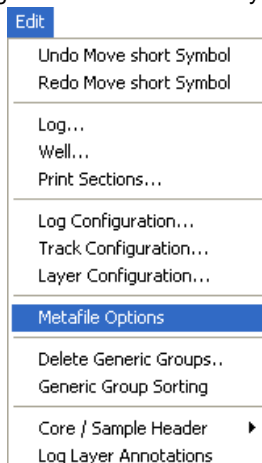 Edit
Undo Move short Symbol
Redo Move short Symbol
Log...
Well...
Print Sections...
Log Configuration...
Track Configuration...
Layer Configuration...
Metafile Options
Delete Generic Groups..
Generic Group Sorting
Core / Sample Header
Log Layer Annotations